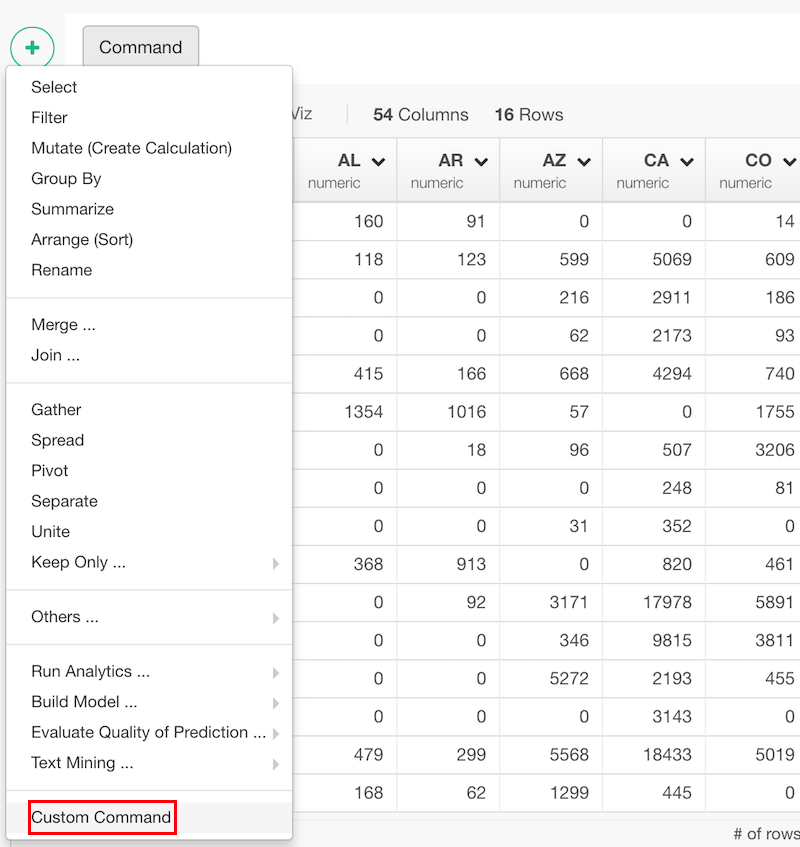 +
Command
Select
Filter
Mutate (Create Calculation)
Group By
Summarize
Arrange (Sort)
Rename
Merge ...
Join ...
Gather
Spread
Pivot
Separate
Unite
Keep Only ...
Others ...
Run Analytics ...
Build Model ...
Evaluate Quality of Prediction ...
Text Mining ...
Custom Command
Viz 54 Columns 16 Rows
AL AR AZ CA CO
numeric numeric numeric numeric numeric
160 91 0 0 14
118 123 599 5069 609
0 0 216 2911 186
0 0 62 2173 93
415 166 668 4294 740
1354 1016 57 0 1755
0 18 96 507 3206
0 0 0 248 81
0 0 31 352 0
368 913 0 820 461
0 92 3171 17978 5891
0 0 346 9815 3811
0 0 5272 2193 455
0 0 0 3143 0
479 299 5568 18433 5019
168 62 1299 445 0
# of rows